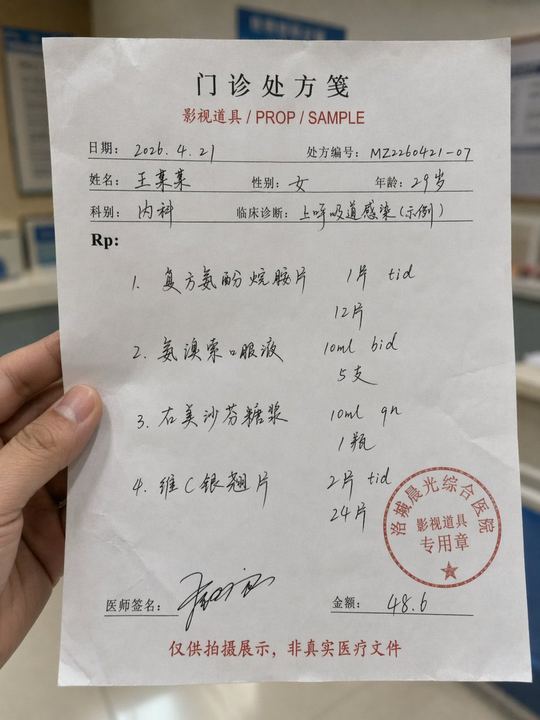 门诊处方笺
影视道具 / PROP / SAMPLE
日期： 2026.4.21 处方编号： MZ2260421-07
姓名： 王某某 性别： 女 年龄： 29岁
科别： 内科 临床诊断： 上呼吸道感染(示例)
Rp:
1. 复方氨酚烷胺片 1片 tid
12片
2. 氨溴索口服液 10ml bid
5支
3. 右美沙芬糖浆 10ml qn
1瓶
4. 维C银翘片 2片 tid
24片
洛城晨光综合医院
影视道具
专用章
医师签名： 金额： 48.6
仅供拍摄展示，非真实医疗文件